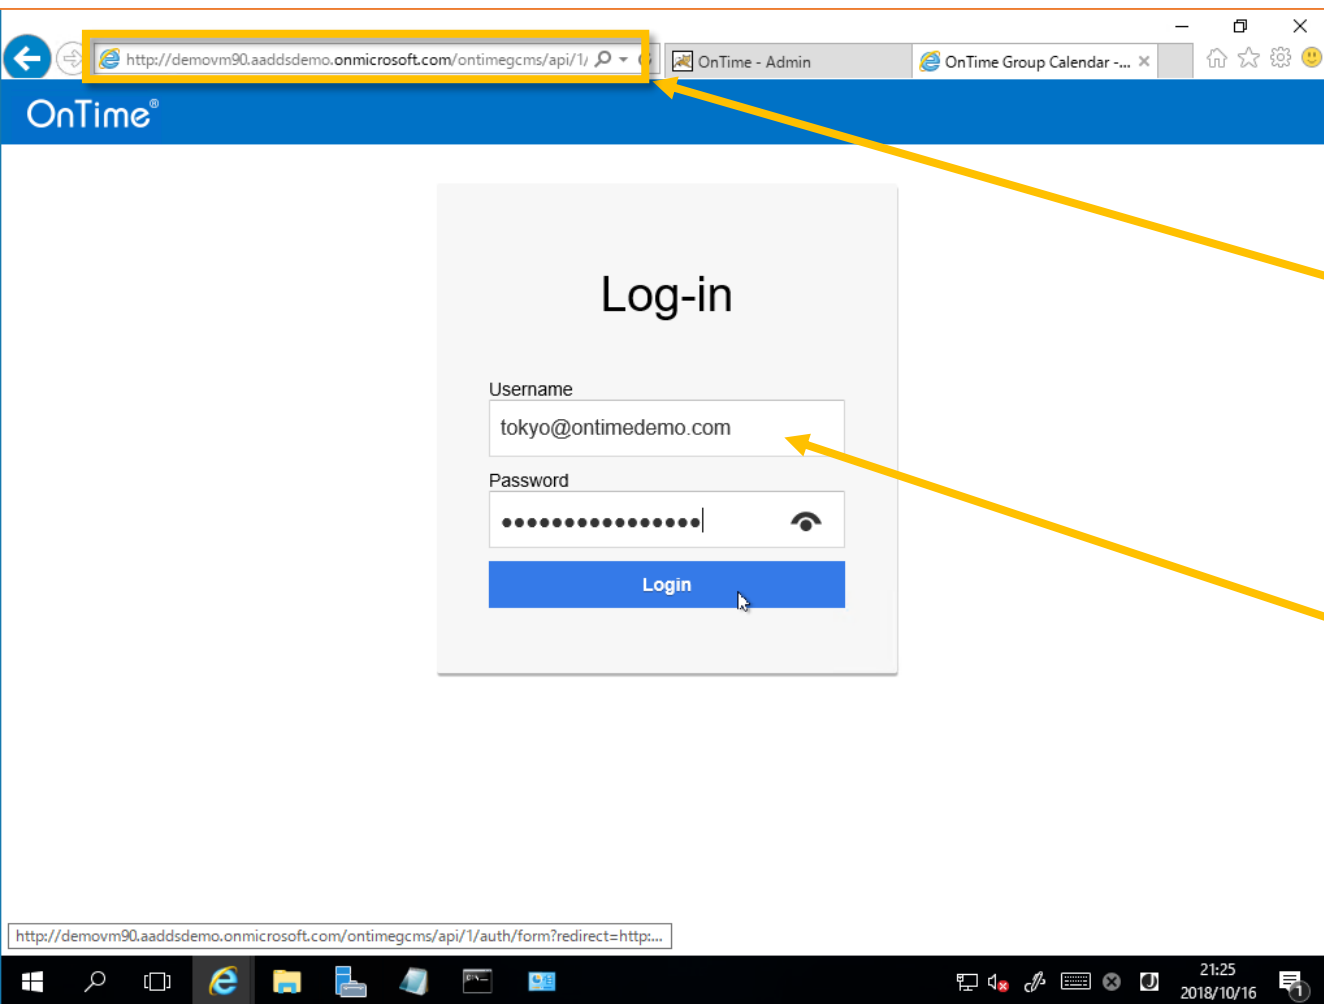 http://demovm90.aaddsdemo.onmicrosoft.com/ontimegcms/api/1/
OnTime - Admin
OnTime Group Calendar -...
OnTime®
Log-in
Username
tokyo@ontimedemo.com
Password
Login
http://demovm90.aaddsdemo.onmicrosoft.com/ontimegcms/api/1/auth/form?redirect=http:...
21:25
2018/10/16
1